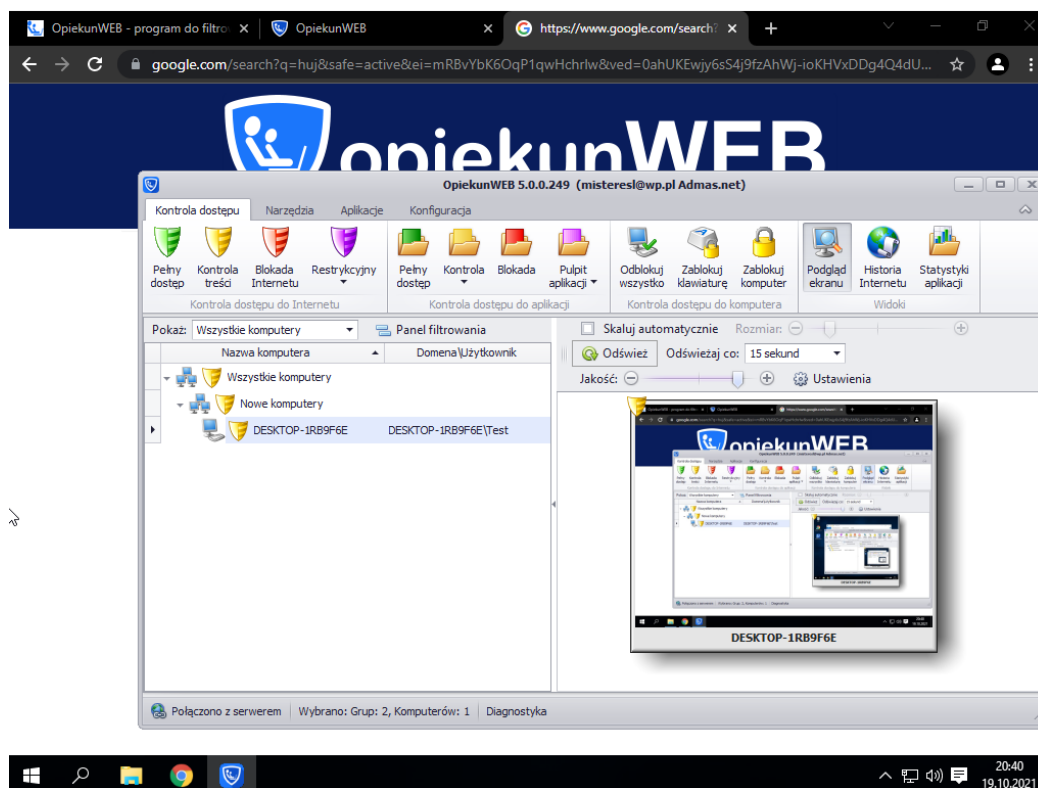 OpiekunWEB - program do filtro
OpiekunWEB
https://www.google.com/search?
google.com/search?q=huj&safe=active&ei=mRBvYbK6OqP1qwHchrlw&ved=0ahUKEwjy6sS4j9fzAhWj-ioKHVxDDg4Q4dU...
opiekunWEB
OpiekunWEB 5.0.0.249 (misteresl@wp.pl Admas.net)
Kontrola dostępu Narzędzia Aplikacje Konfiguracja
Pełny dostęp
Kontrola treści
Blokada Internetu
Restrykcyjny
Pełny dostęp
Kontrola
Blokada
Pulpit aplikacji
Odblokuj wszystko
Zablokuj klawiaturę
Zablokuj komputer
Podgląd ekranu
Historia Internetu
Statystyki aplikacji
Kontrola dostępu do Internetu
Kontrola dostępu do aplikacji
Kontrola dostępu do komputera
Widoki
Pokaż: Wszystkie komputery
Panel filtrowania
Skaluj automatycznie Rozmiar:
Nazwa komputera
Domena\Użytkownik
Odśwież Odświeżaj co: 15 sekund
Wszystkie komputery
Jakość: Ustawienia
Nowe komputery
DESKTOP-1RB9F6E DESKTOP-1RB9F6E\Test
opiekunWEB
DESKTOP-1RB9F6E
Połączono z serwerem Wybrano: Grup: 2, Komputerów: 1 Diagnostyka
20:40
19.10.2021